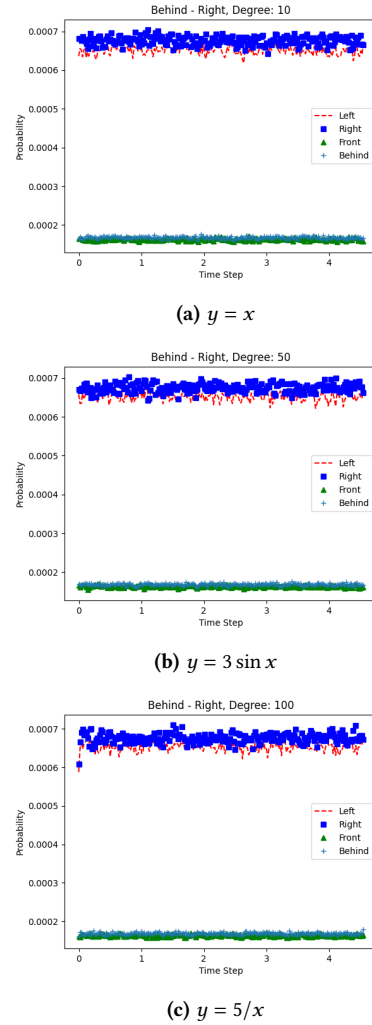 Behind - Right, Degree: 10
0.0007
0.0006
0.0005
0.0004
0.0003
0.0002
Probability
Left
Right
Front
Behind
0 1 2 3 4
Time Step
(a) y = x
Behind - Right, Degree: 50
0.0007
0.0006
0.0005
0.0004
0.0003
0.0002
Probability
Left
Right
Front
Behind
0 1 2 3 4
Time Step
(b) y = 3 sin x
Behind - Right, Degree: 100
0.0007
0.0006
0.0005
0.0004
0.0003
0.0002
Probability
Left
Right
Front
Behind
0 1 2 3 4
Time Step
(c) y = 5/x